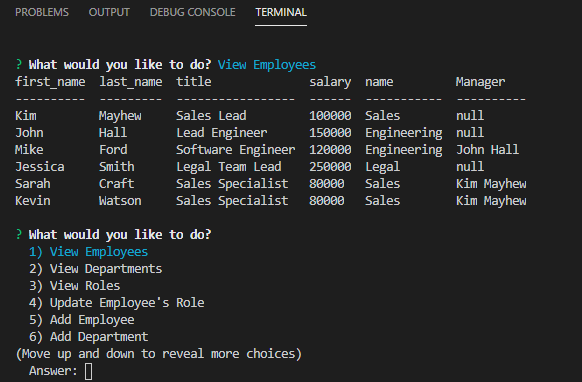 PROBLEMS OUTPUT DEBUG CONSOLE TERMINAL
? What would you like to do? View Employees
first_name last_name title salary name Manager
---------- --------- ----------------- ------ ----------- ----------
Kim Mayhew Sales Lead 100000 Sales null
John Hall Lead Engineer 150000 Engineering null
Mike Ford Software Engineer 120000 Engineering John Hall
Jessica Smith Legal Team Lead 250000 Legal null
Sarah Craft Sales Specialist 80000 Sales Kim Mayhew
Kevin Watson Sales Specialist 80000 Sales Kim Mayhew
? What would you like to do?
1) View Employees
2) View Departments
3) View Roles
4) Update Employee's Role
5) Add Employee
6) Add Department
(Move up and down to reveal more choices)
Answer: